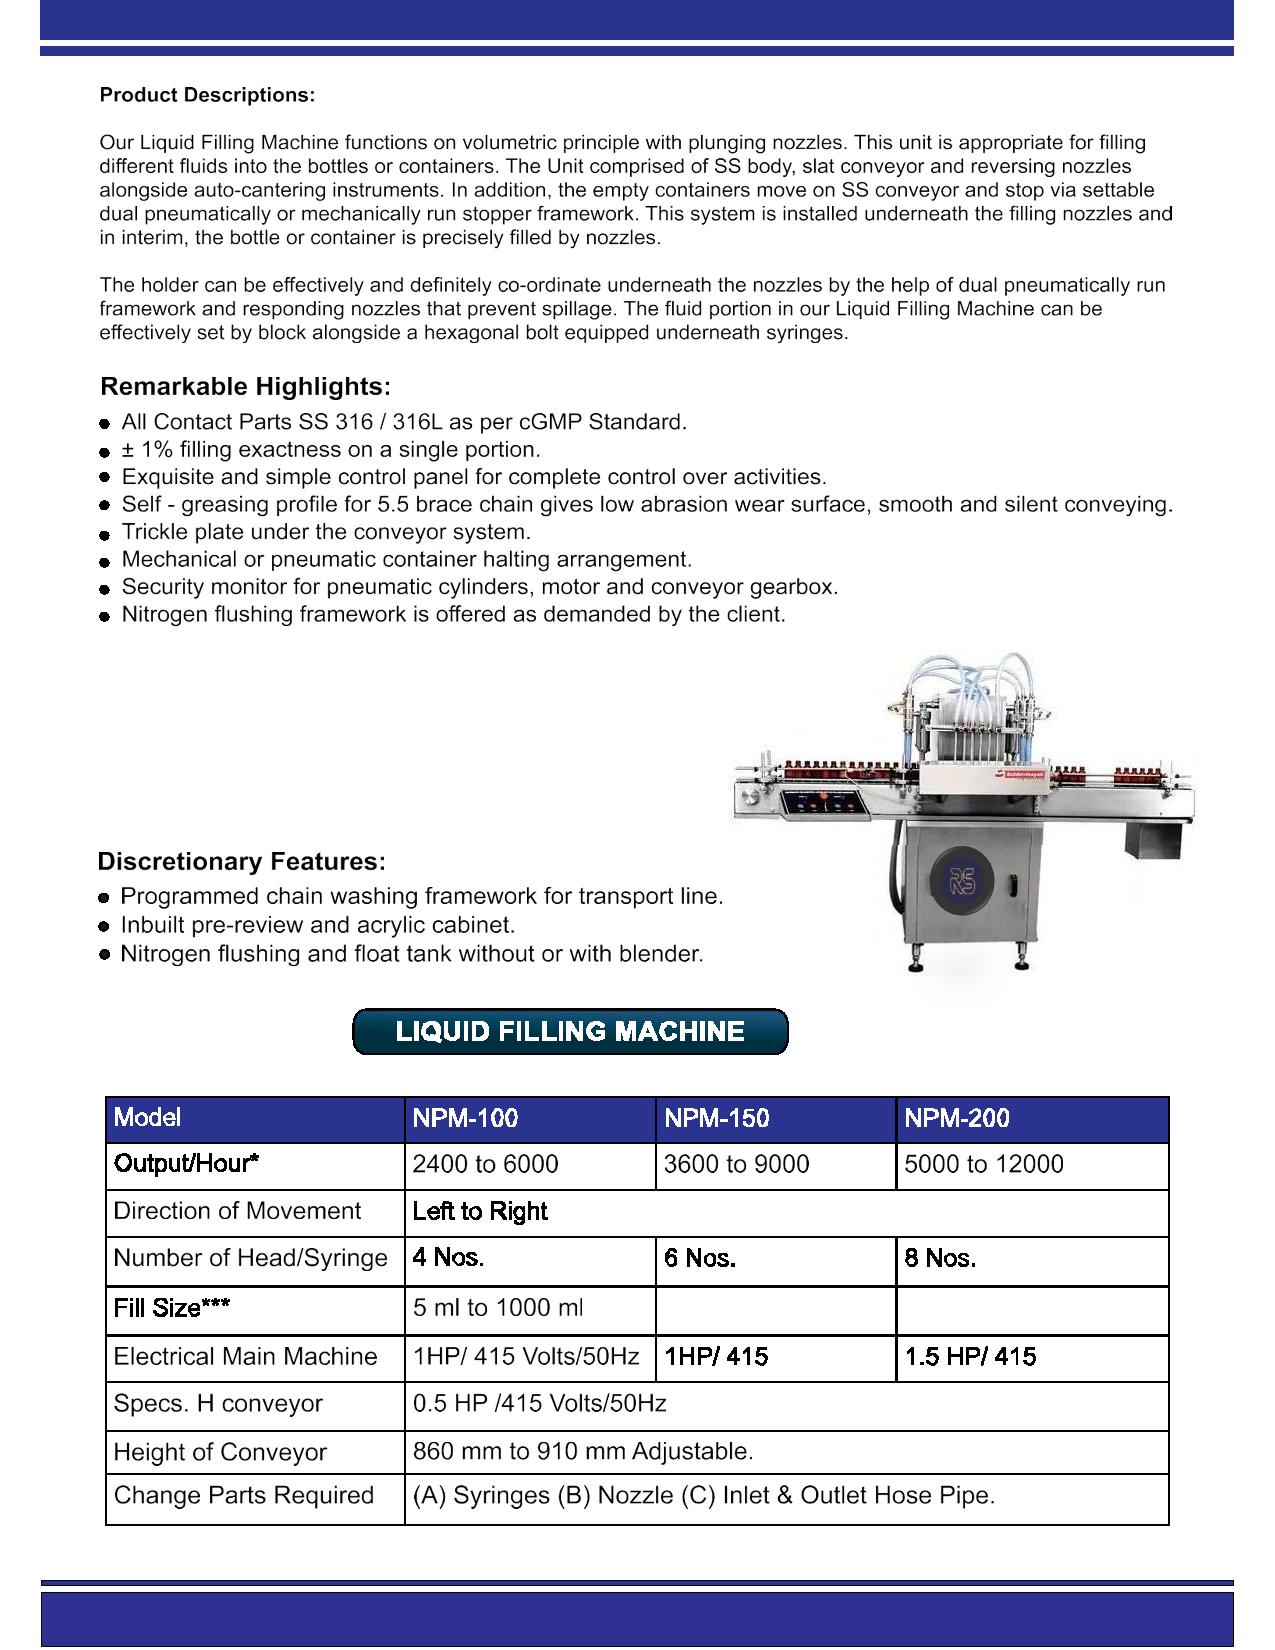 Product Descriptions:
Our Liquid Filling Machine functions on volumetric principle with plunging nozzles. This unit is appropriate for filling
different fluids into the bottles or containers. The Unit comprised of SS body, slat conveyor and reversing nozzles
alongside auto-cantering instruments. In addition, the empty containers move on SS conveyor and stop via settable
dual pneumatically or mechanically run stopper framework. This system is installed underneath the filling nozzles and
in interim, the bottle or container is precisely filled by nozzles.
The holder can be effectively and definitely co-ordinate underneath the nozzles by the help of dual pneumatically run
framework and responding nozzles that prevent spillage. The fluid portion in our Liquid Filling Machine can be
effectively set by block alongside a hexagonal bolt equipped underneath syringes.
Remarkable Highlights:
● All Contact Parts SS 316 / 316L as per cGMP Standard.
● ± 1% filling exactness on a single portion.
● Exquisite and simple control panel for complete control over activities.
● Self - greasing profile for 5.5 brace chain gives low abrasion wear surface, smooth and silent conveying.
● Trickle plate under the conveyor system.
● Mechanical or pneumatic container halting arrangement.
● Security monitor for pneumatic cylinders, motor and conveyor gearbox.
● Nitrogen flushing framework is offered as demanded by the client.
Siddhivinayak
Discretionary Features:
● Programmed chain washing framework for transport line.
● Inbuilt pre-review and acrylic cabinet.
● Nitrogen flushing and float tank without or with blender.
LIQUID FILLING MACHINE
Model NPM-100 NPM-150 NPM-200
Output/Hour* 2400 to 6000 3600 to 9000 5000 to 12000
Direction of Movement Left to Right
Number of Head/Syringe 4 Nos. 6 Nos. 8 Nos.
Fill Size*** 5 ml to 1000 ml
Electrical Main Machine 1HP/ 415 Volts/50Hz 1HP/ 415 1.5 HP/ 415
Specs. H conveyor 0.5 HP /415 Volts/50Hz
Height of Conveyor 860 mm to 910 mm Adjustable.
Change Parts Required (A) Syringes (B) Nozzle (C) Inlet & Outlet Hose Pipe.